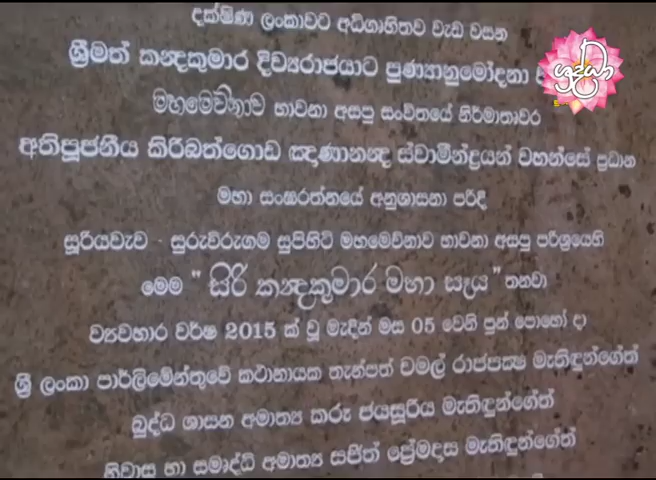 දක්ෂිණ ලංකාවට අධිගෘහිතව වැඩ වසන
ශ්‍රීමත් කන්‍දකුමාර දිව්‍යරාජයාට පුණ්‍යානුමෝදනා
මහමෙව්නාව භාවනා අසපු සංචිතයේ නිර්මාතෘවර
අතිපූජනීය කිරිබත්ගොඩ ඤාණානන්‍ද ස්වාමීන්ද්‍රයන් වහන්සේ ප්‍රධාන
මහා සංඝරත්නයේ අනුශාසනා පරිදි
සූරියවැව - සුරුවිරුගම සුපිහිටි මහමෙව්නාව භාවනා අසපු පරිශ්‍රයෙහි
මෙම " සිරි කන්‍දකුමාර මහා සෑය " තනවා
ව්‍යවහාර වර්ෂ 2015 ක් වූ මැදින් මස 05 වෙනි පුන් පොහෝ දා
ශ්‍රී ලංකා පාර්ලිමේන්තුවේ කථානායක තැන්පත් චමල් රාජපක්‍ෂ මැතිඳුන්ගේත්
බුද්ධ ශාසන අමාත්‍ය කරූ ජයසූරිය මැතිඳුන්ගේත්
නිවාස හා සමෘද්ධි අමාත්‍ය සජිත් ප්‍රේමදාස මැතිඳුන්ගේත්
ශ්‍රද්ධා